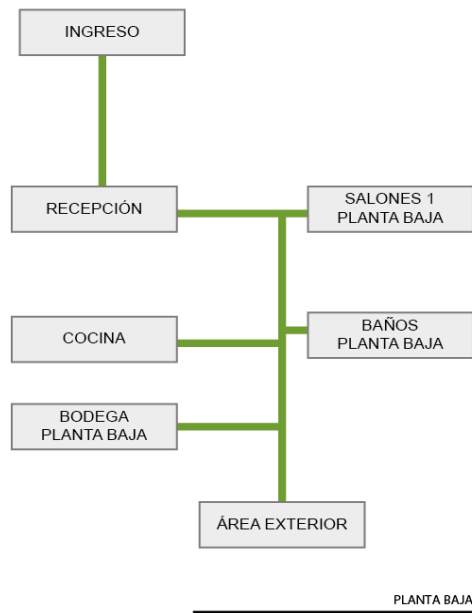 INGRESO
RECEPCIÓN
SALONES 1
PLANTA BAJA
COCINA
BAÑOS
PLANTA BAJA
BODEGA
PLANTA BAJA
ÁREA EXTERIOR
PLANTA BAJA